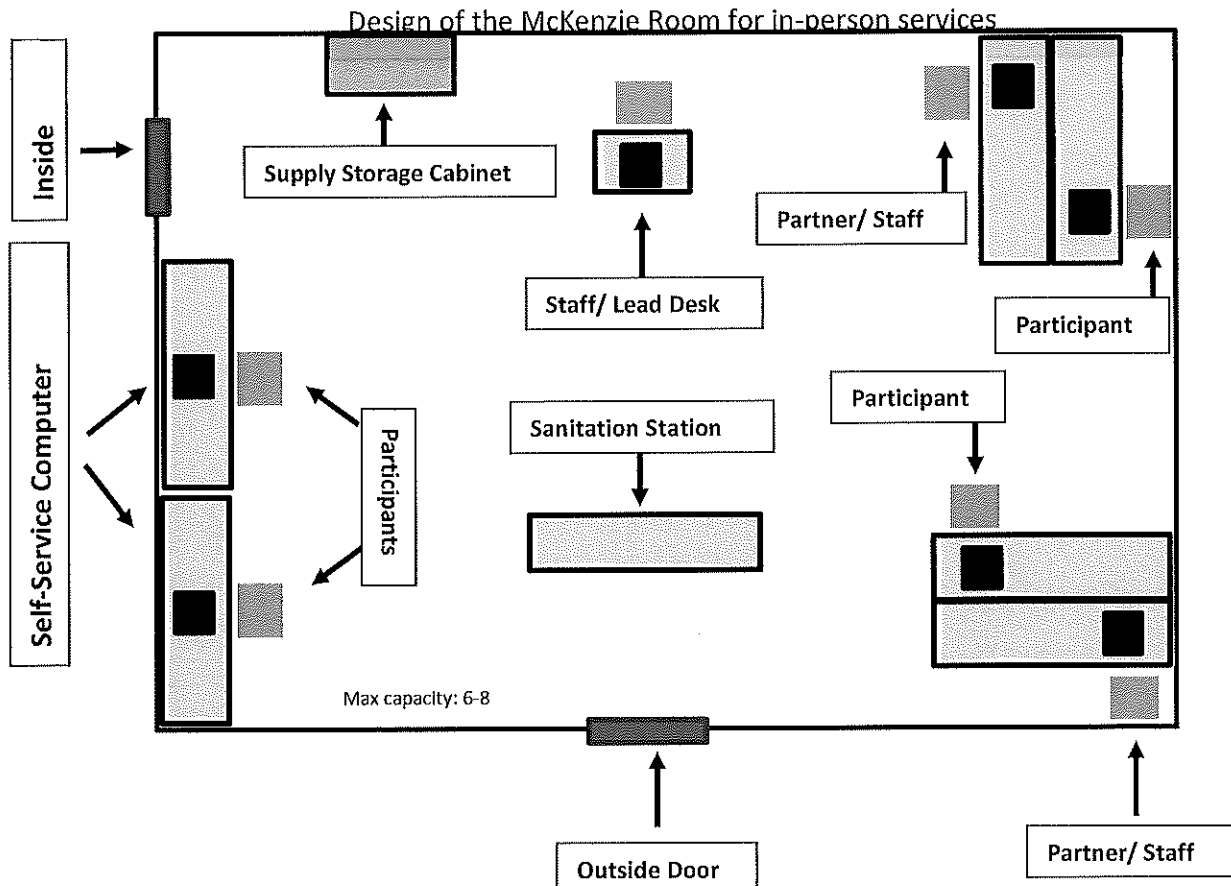 Design of the McKenzie Room for in-person services
Inside
Supply Storage Cabinet
Partner/ Staff
Staff/ Lead Desk
Participant
Self-Service Computer
Participants
Sanitation Station
Participant
Max capacity: 6-8
Outside Door
Partner/ Staff